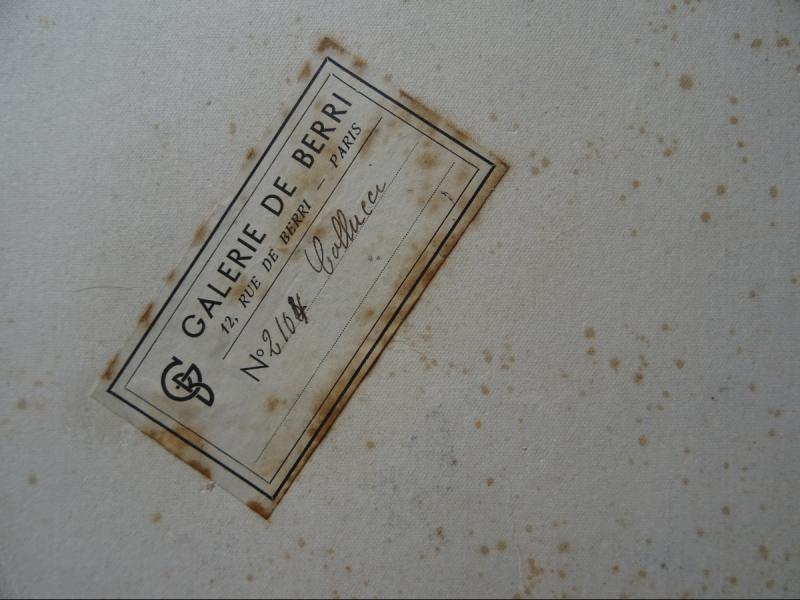 GALERIE DE BERRI
12, RUE DE BERRI – PARIS
N° 2104 Collucci